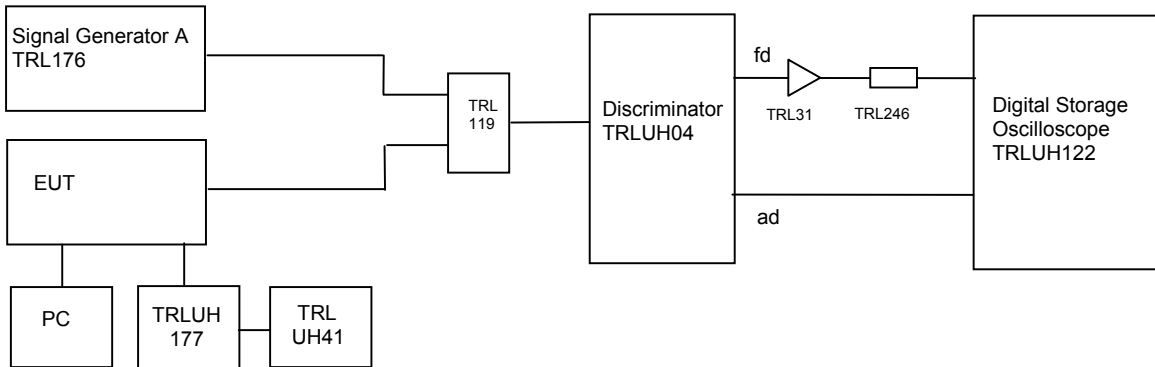 Signal Generator A
TRL176
EUT
PC
TRLUH
177
TRL
UH41
TRL
119
Discriminator
TRLUH04
fd
TRL31
TRL246
ad
Digital Storage
Oscilloscope
TRLUH122